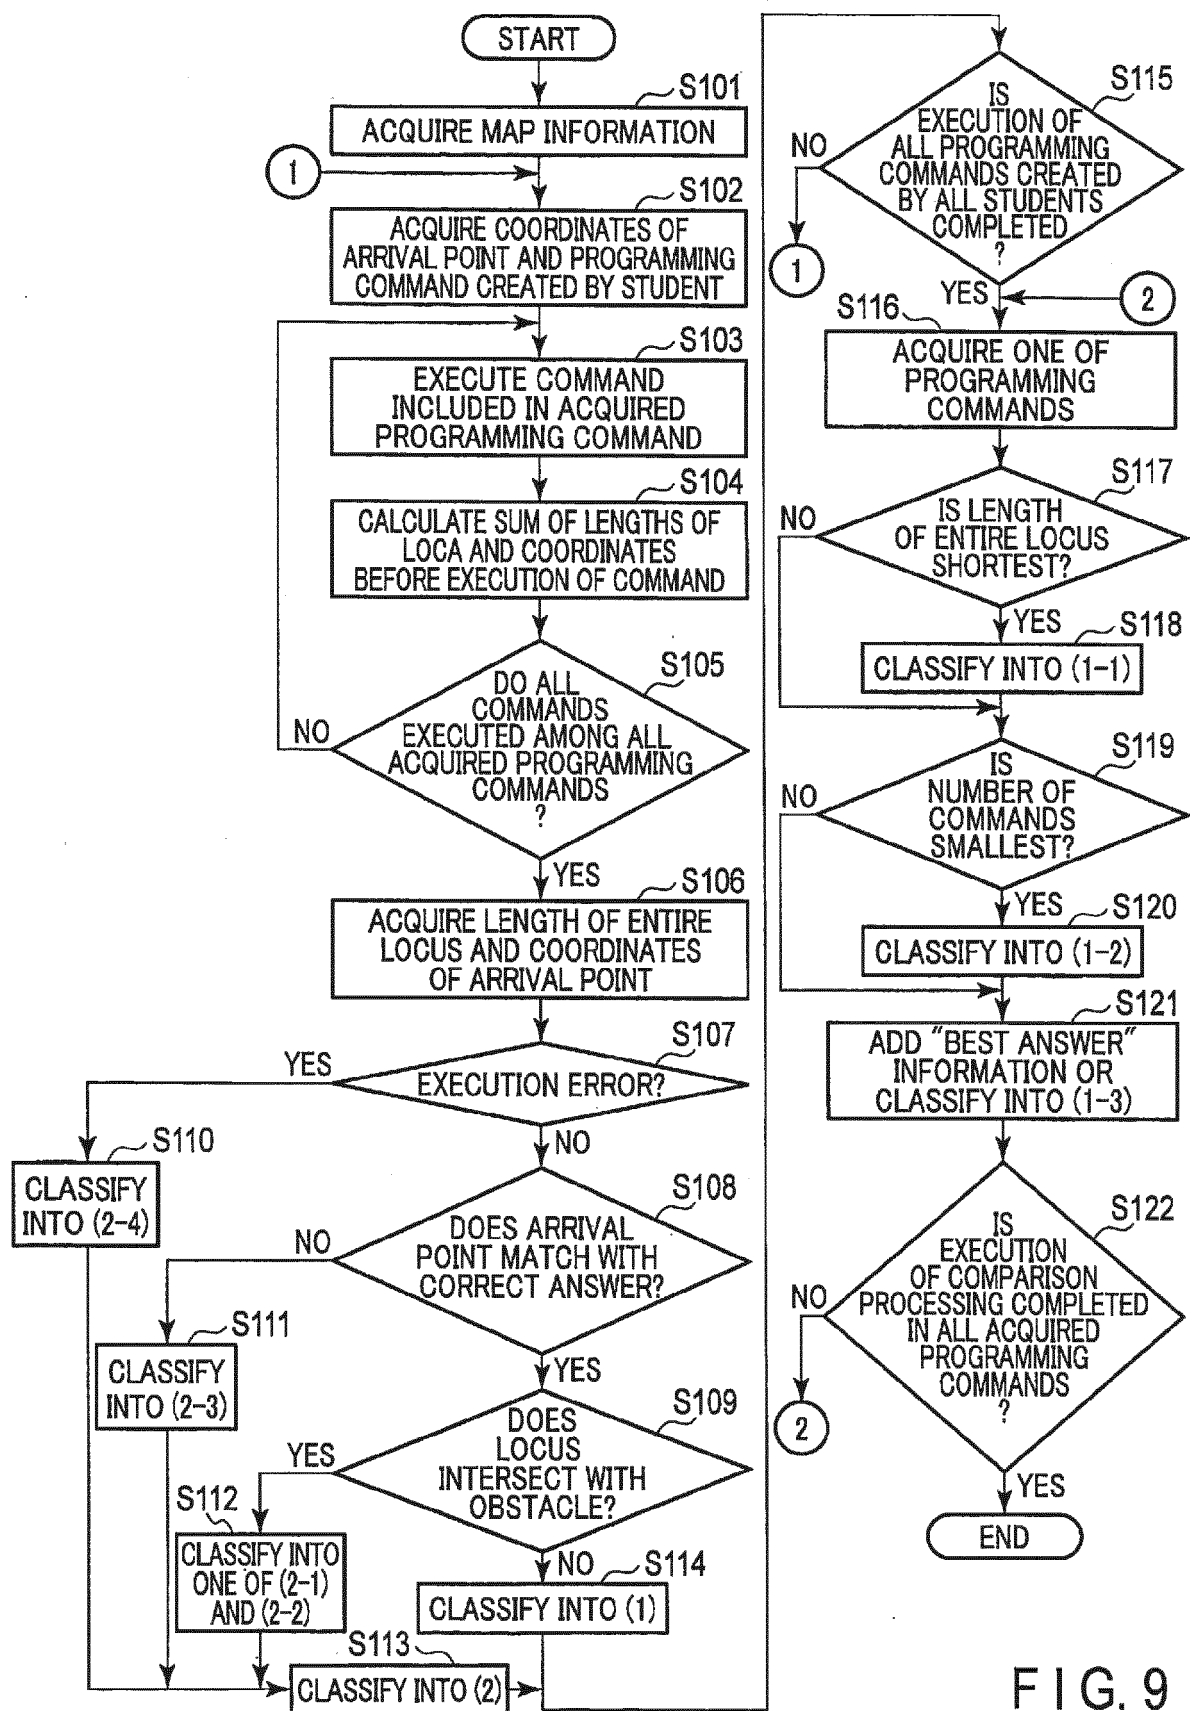 START
S101
ACQUIRE MAP INFORMATION
1
S102
ACQUIRE COORDINATES OF
ARRIVAL POINT AND PROGRAMMING
COMMAND CREATED BY STUDENT
S103
EXECUTE COMMAND
INCLUDED IN ACQUIRED
PROGRAMMING COMMAND
S104
CALCULATE SUM OF LENGTHS OF
LOCA AND COORDINATES
BEFORE EXECUTION OF COMMAND
S105
DO ALL
COMMANDS
EXECUTED AMONG ALL
ACQUIRED PROGRAMMING
COMMANDS
?
NO
YES
S106
ACQUIRE LENGTH OF ENTIRE
LOCUS AND COORDINATES
OF ARRIVAL POINT
S107
EXECUTION ERROR?
YES
NO
S110
CLASSIFY
INTO (2-4)
S108
DOES ARRIVAL
POINT MATCH WITH
CORRECT ANSWER?
NO
YES
S111
CLASSIFY
INTO (2-3)
S109
DOES
LOCUS
INTERSECT WITH
OBSTACLE?
YES
NO
S112
CLASSIFY INTO
ONE OF (2-1)
AND (2-2)
S114
CLASSIFY INTO (1)
S113
CLASSIFY INTO (2)
S115
IS
EXECUTION OF
ALL PROGRAMMING
COMMANDS CREATED
BY ALL STUDENTS
COMPLETED
?
NO
1
YES
2
S116
ACQUIRE ONE OF
PROGRAMMING
COMMANDS
S117
IS LENGTH
OF ENTIRE LOCUS
SHORTEST?
NO
YES
S118
CLASSIFY INTO (1-1)
S119
IS
NUMBER OF
COMMANDS
SMALLEST?
NO
YES
S120
CLASSIFY INTO (1-2)
S121
ADD "BEST ANSWER"
INFORMATION OR
CLASSIFY INTO (1-3)
S122
IS
EXECUTION
OF COMPARISON
PROCESSING COMPLETED
IN ALL ACQUIRED
PROGRAMMING
COMMANDS
?
NO
2
YES
END
FIG. 9